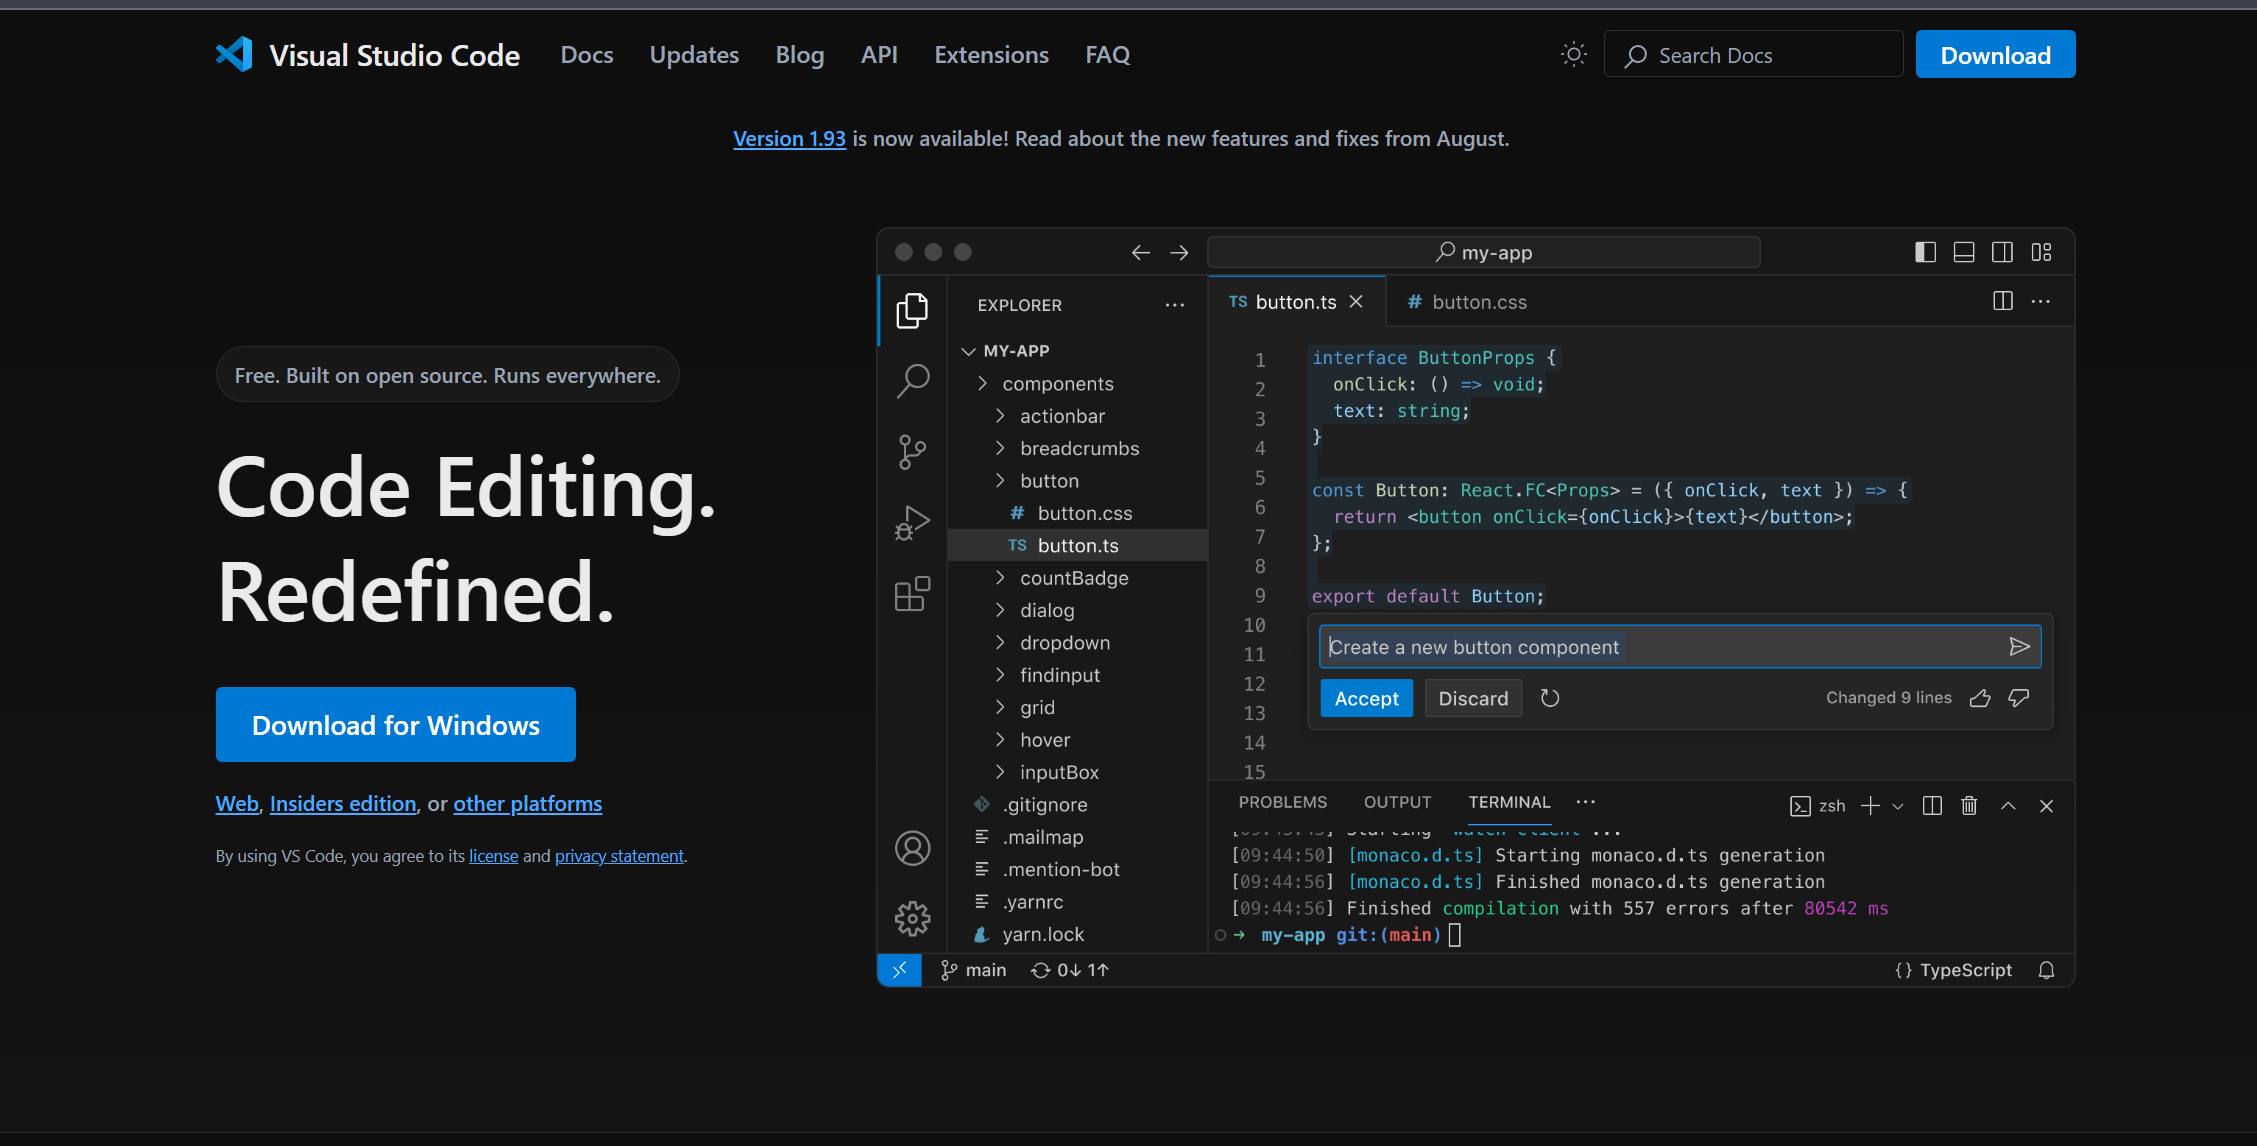 Visual Studio Code Docs Updates Blog API Extensions FAQ Search Docs Download
Version 1.93 is now available! Read about the new features and fixes from August.
Free. Built on open source. Runs everywhere.
Code Editing.
Redefined.
Download for Windows
Web, Insiders edition, or other platforms
By using VS Code, you agree to its license and privacy statement.
my-app
EXPLORER
MY-APP
components
actionbar
breadcrumbs
button
# button.css
TS button.ts
countBadge
dialog
dropdown
findinput
grid
hover
inputBox
.gitignore
.mailmap
.mention-bot
.yarnrc
yarn.lock
TS button.ts # button.css
1
2
3
4
5
6
7
8
9
10
11
12
13
14
15
interface ButtonProps {
onClick: () => void;
text: string;
}
const Button: React.FC<Props> = ({ onClick, text }) => {
return <button onClick={onClick}>{text}</button>;
};
export default Button;
Create a new button component
Accept Discard Changed 9 lines
PROBLEMS OUTPUT TERMINAL zsh
[09:44:50] [monaco.d.ts] Starting monaco.d.ts generation
[09:44:56] [monaco.d.ts] Finished monaco.d.ts generation
[09:44:56] Finished compilation with 557 errors after 80542 ms
→ my-app git:(main)
main 0↓ 1↑ {} TypeScript